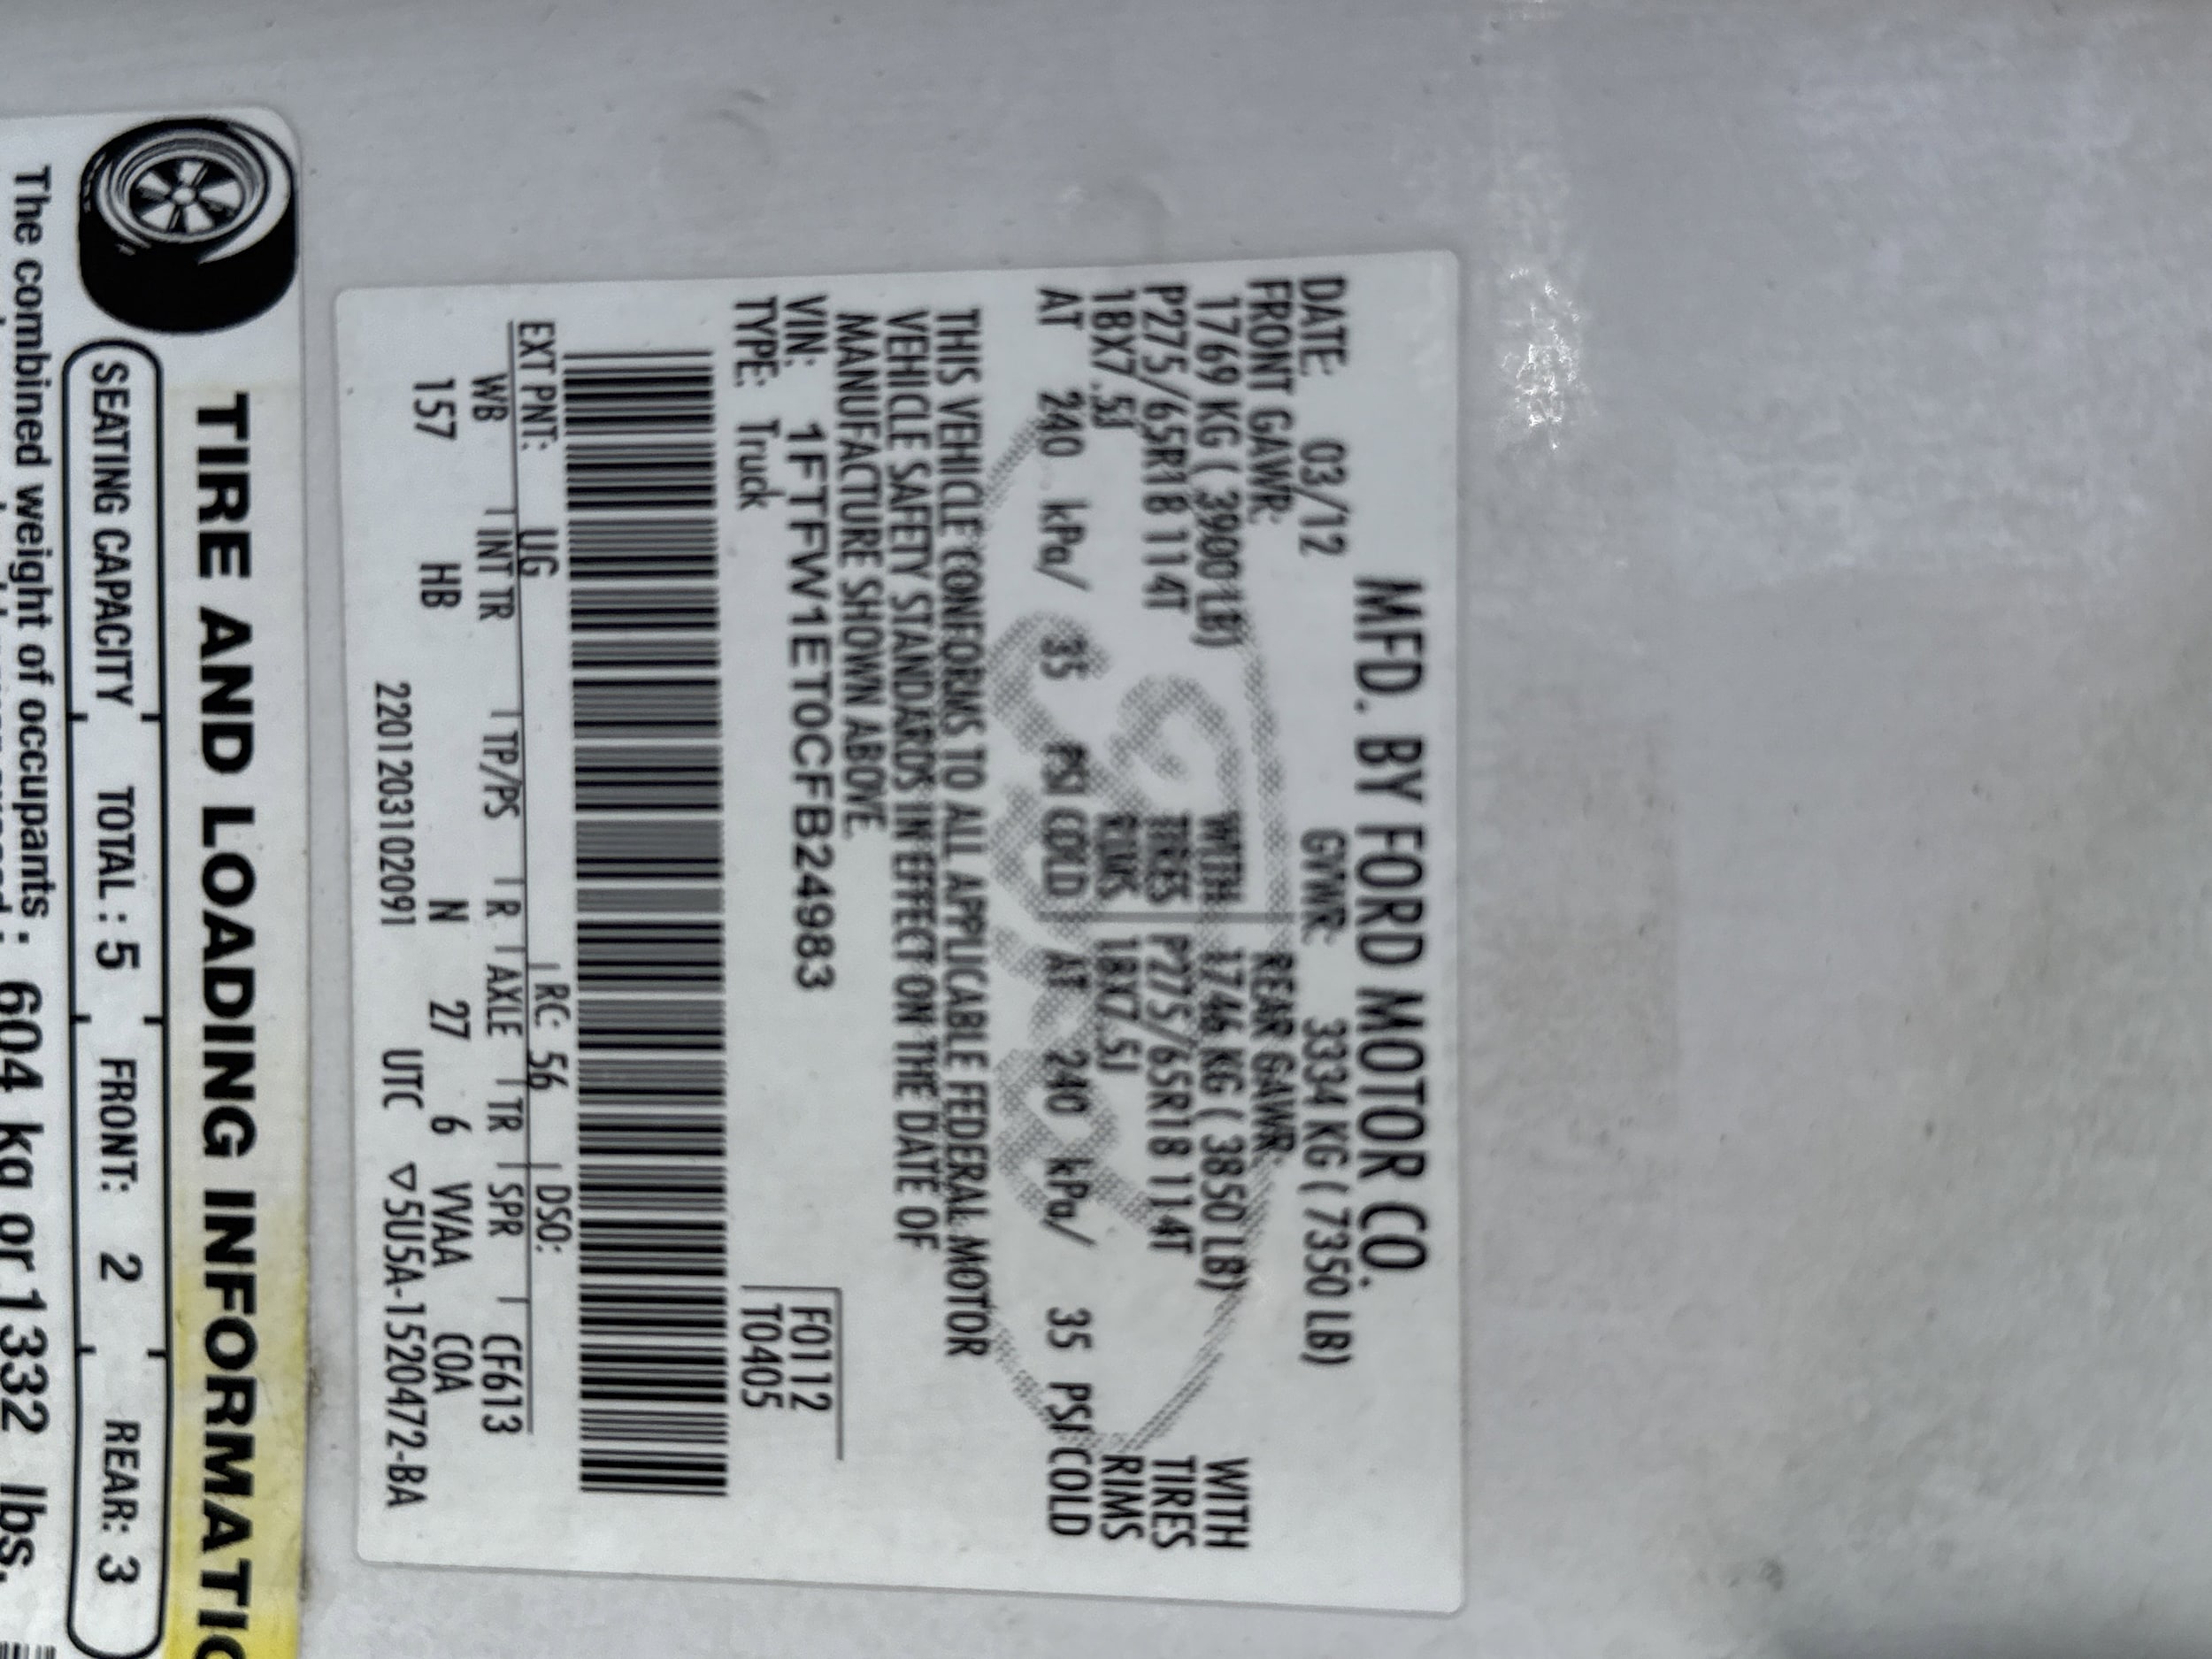 MFD. BY FORD MOTOR CO.
DATE: 03/12 GVWR: 3334 KG ( 7350 LB)
FRONT GAWR: REAR GAWR:
1769 KG ( 3900 LB) WITH 1746 KG ( 3850 LB) WITH
P275/65R18 114T TIRES P275/65R18 114T TIRES
18X7.5J RIMS 18X7.5J RIMS
AT 240 kPa/ 35 PSI COLD AT 240 kPa/ 35 PSI COLD
THIS VEHICLE CONFORMS TO ALL APPLICABLE FEDERAL MOTOR
VEHICLE SAFETY STANDARDS IN EFFECT ON THE DATE OF
MANUFACTURE SHOWN ABOVE.
VIN: 1FTFW1ET0CFB24983 F0112
TYPE: Truck T0405
EXT PNT: UG RC: 56 DSO:
WB INT TR TP/PS R AXLE TR SPR CF613
157 HB N 27 6 VVAA COA
220120310209​1 UTC ▽5U5A-1520472-BA
TIRE AND LOADING INFORMATIO
SEATING CAPACITY TOTAL : 5 FRONT: 2 REAR: 3
The combined weight of occupants : 604 kg or 1332 lbs.